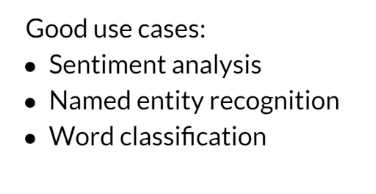 Good use cases:
• Sentiment analysis
• Named entity recognition
• Word classification